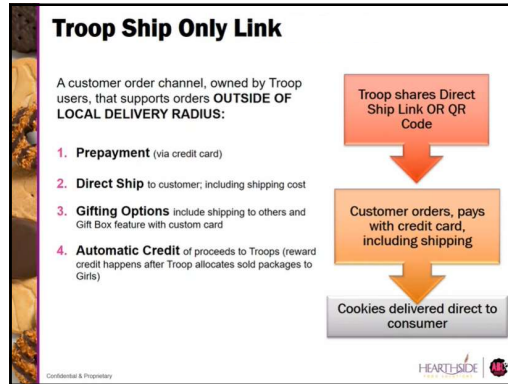 Troop Ship Only Link
A customer order channel, owned by Troop
users, that supports orders OUTSIDE OF
LOCAL DELIVERY RADIUS:
1. Prepayment (via credit card)
2. Direct Ship to customer; including shipping cost
3. Gifting Options include shipping to others and
Gift Box feature with custom card
4. Automatic Credit of proceeds to Troops (reward
credit happens after Troop allocates sold packages to
Girls)
Troop shares Direct
Ship Link OR QR
Code
Customer orders, pays
with credit card,
including shipping
Cookies delivered direct to
consumer
Confidential & Proprietary
HEARTHSIDE
FOOD SOLUTIONS
ABC